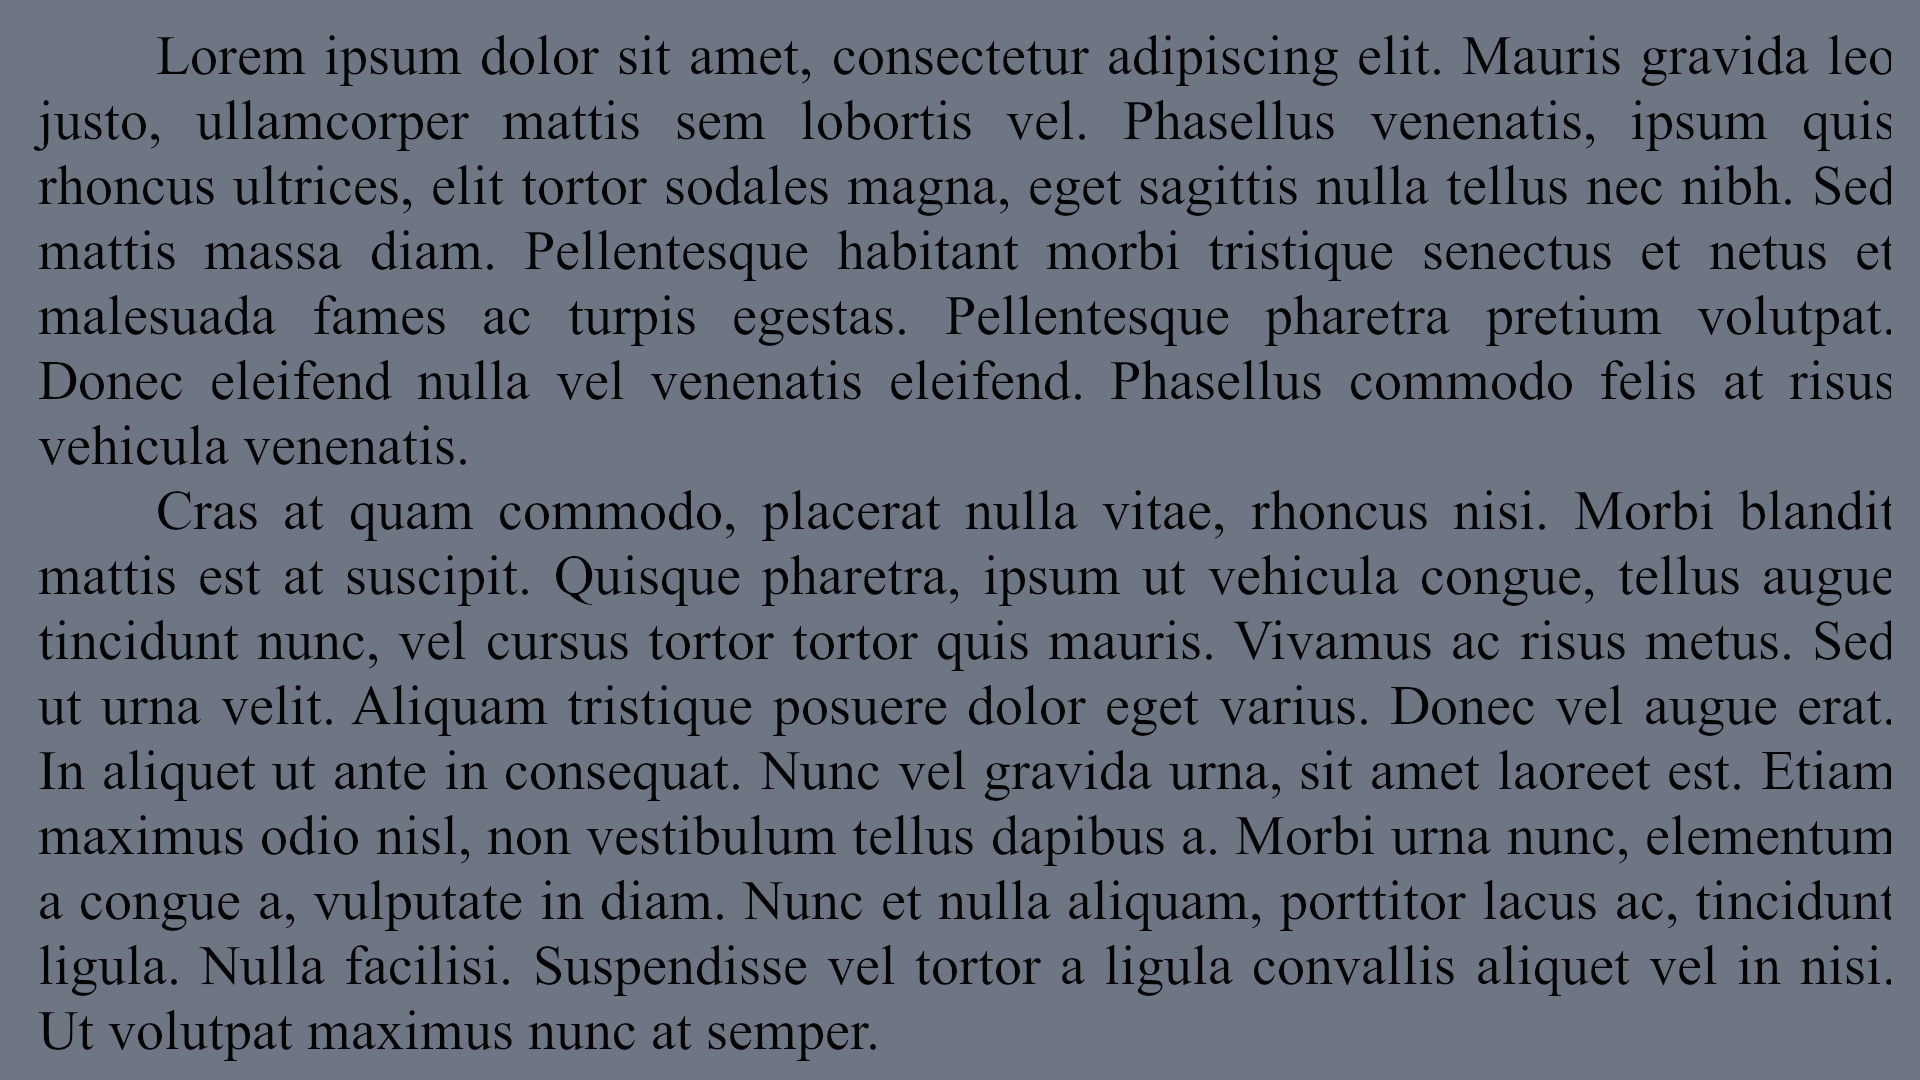 Lorem ipsum dolor sit amet, consectetur adipiscing elit. Mauris gravida leo
justo, ullamcorper mattis sem lobortis vel. Phasellus venenatis, ipsum quis
rhoncus ultrices, elit tortor sodales magna, eget sagittis nulla tellus nec nibh. Sed
mattis massa diam. Pellentesque habitant morbi tristique senectus et netus et
malesuada fames ac turpis egestas. Pellentesque pharetra pretium volutpat.
Donec eleifend nulla vel venenatis eleifend. Phasellus commodo felis at risus
vehicula venenatis.
Cras at quam commodo, placerat nulla vitae, rhoncus nisi. Morbi blandit
mattis est at suscipit. Quisque pharetra, ipsum ut vehicula congue, tellus augue
tincidunt nunc, vel cursus tortor tortor quis mauris. Vivamus ac risus metus. Sed
ut urna velit. Aliquam tristique posuere dolor eget varius. Donec vel augue erat.
In aliquet ut ante in consequat. Nunc vel gravida urna, sit amet laoreet est. Etiam
maximus odio nisl, non vestibulum tellus dapibus a. Morbi urna nunc, elementum
a congue a, vulputate in diam. Nunc et nulla aliquam, porttitor lacus ac, tincidunt
ligula. Nulla facilisi. Suspendisse vel tortor a ligula convallis aliquet vel in nisi.
Ut volutpat maximus nunc at semper.